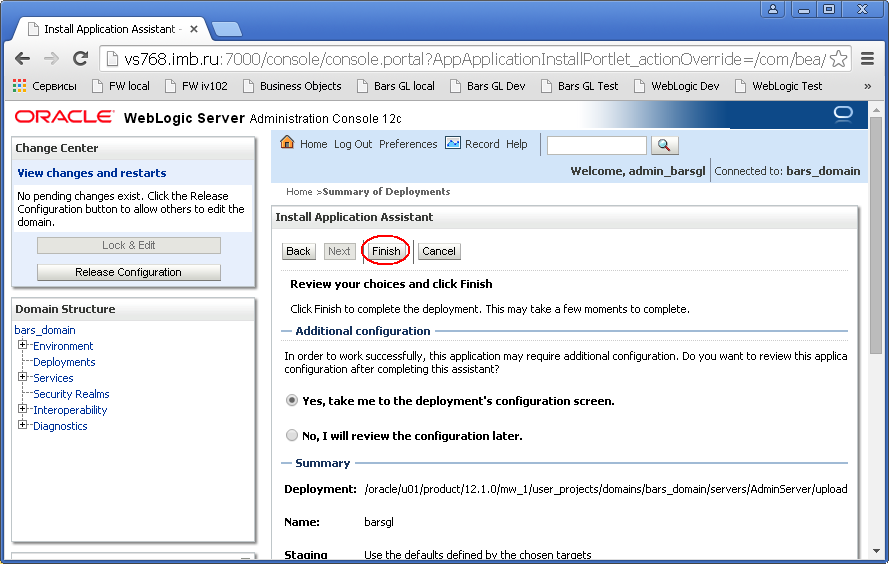 Install Application Assistant -
vs768.imb.ru:7000/console/console.portal?AppApplicationInstallPortlet_actionOverride=/com/bea/
Сервисы FW local FW iv102 Business Objects Bars GL local Bars GL Dev Bars GL Test WebLogic Dev WebLogic Test »
ORACLE WebLogic Server Administration Console 12c
Change Center
View changes and restarts
No pending changes exist. Click the Release
Configuration button to allow others to edit the
domain.
Lock & Edit
Release Configuration
Domain Structure
bars_domain
Environment
Deployments
Services
Security Realms
Interoperability
Diagnostics
Home Log Out Preferences Record Help
Welcome, admin_barsgl Connected to: bars_domain
Home >Summary of Deployments
Install Application Assistant
Back Next Finish Cancel
Review your choices and click Finish
Click Finish to complete the deployment. This may take a few moments to complete.
Additional configuration
In order to work successfully, this application may require additional configuration. Do you want to review this applica
configuration after completing this assistant?
Yes, take me to the deployment's configuration screen.
No, I will review the configuration later.
Summary
Deployment: /oracle/u01/product/12.1.0/mw_1/user_projects/domains/bars_domain/servers/AdminServer/upload
Name: barsgl
Staging Use the defaults defined by the chosen targets